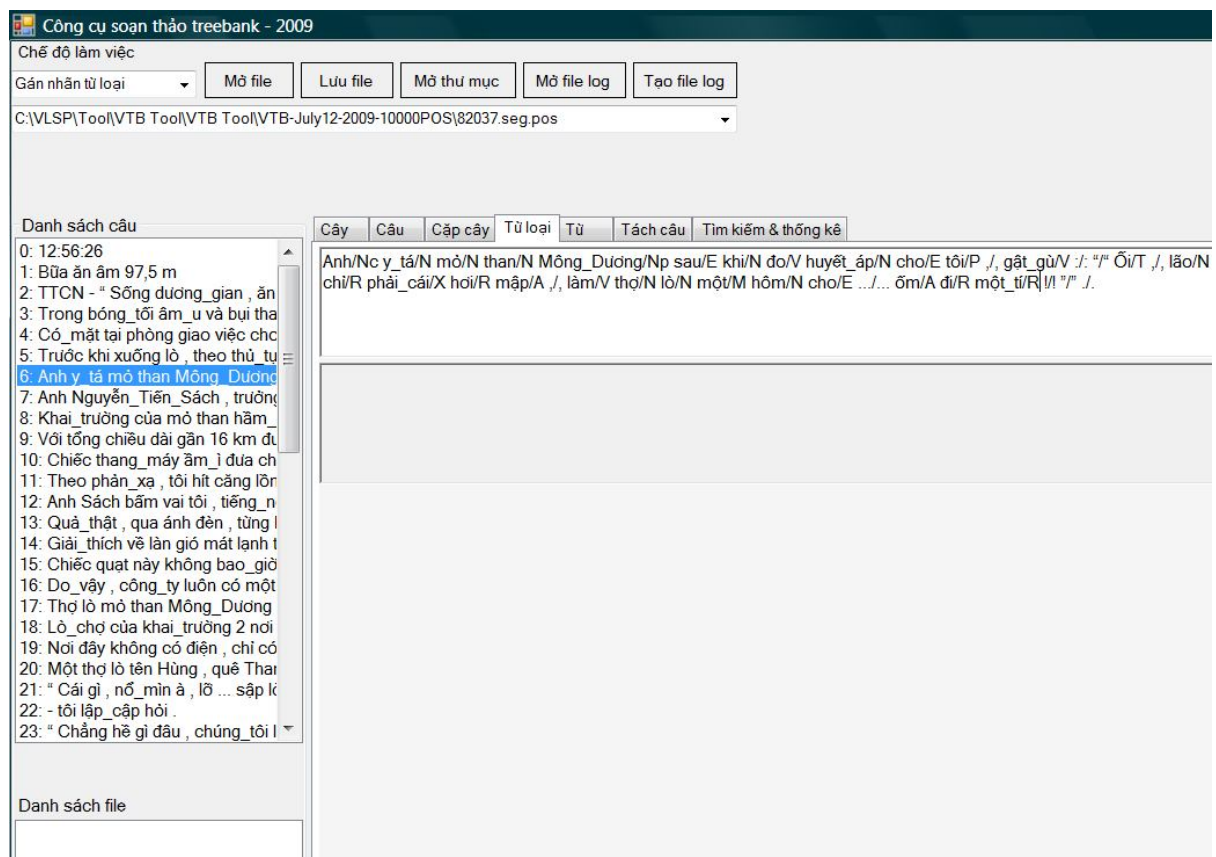 Công cụ soạn thảo treebank - 2009
Chế độ làm việc
Gán nhãn từ loại
Mở file
Lưu file
Mở thư mục
Mở file log
Tạo file log
C:\VLSP\Tool\VTB Tool\VTB Tool\VTB-July12-2009-10000POS\82037.seg.pos
Danh sách câu
0: 12:56:26
1: Bữa ăn âm 97,5 m
2: TTCN - “ Sống dương_gian , ăn
3: Trong bóng_tối âm_u và bụi tha
4: Có_mặt tại phòng giao việc chc
5: Trước khi xuống lò , theo thủ_tụ
6: Anh y_tá mỏ than Mông_Dương
7: Anh Nguyễn_Tiến_Sách , trưởng
8: Khai_trường của mỏ than hầm_
9: Với tổng chiều dài gần 16 km đu
10: Chiếc thang_máy ầm_ì đưa ch
11: Theo phản_xạ , tôi hít căng lồn
12: Anh Sách bấm vai tôi , tiếng_n
13: Quả_thật , qua ánh đèn , từng l
14: Giải_thích về làn gió mát lạnh t
15: Chiếc quạt này không bao_giờ
16: Do_vậy , công_ty luôn có một
17: Thợ lò mỏ than Mông_Dương
18: Lò_chợ của khai_trường 2 nơi
19: Nơi đây không có điện , chỉ có
20: Một thợ lò tên Hùng , quê Than
21: “ Cái gì , nổ_mìn à , lỡ ... sập lò
22: - tôi lập_cập hỏi .
23: “ Chẳng hề gì đâu , chúng_tôi l
Danh sách file
Cây
Câu
Cặp cây
Từ loại
Từ
Tách câu
Tìm kiếm & thống kê
Anh/Nc y_tá/N mỏ/N than/N Mông_Dương/Np sau/E khi/N đo/V huyết_áp/N cho/E tôi/P ,/, gật_gù/V :/: “/“ Ối/T ,/, lão/N
chỉ/R phải_cái/X hơi/R mập/A ,/, làm/V thợ/N lò/N một/M hôm/N cho/E .../... ốm/A đi/R một_tí/R !/! ”/” ./.